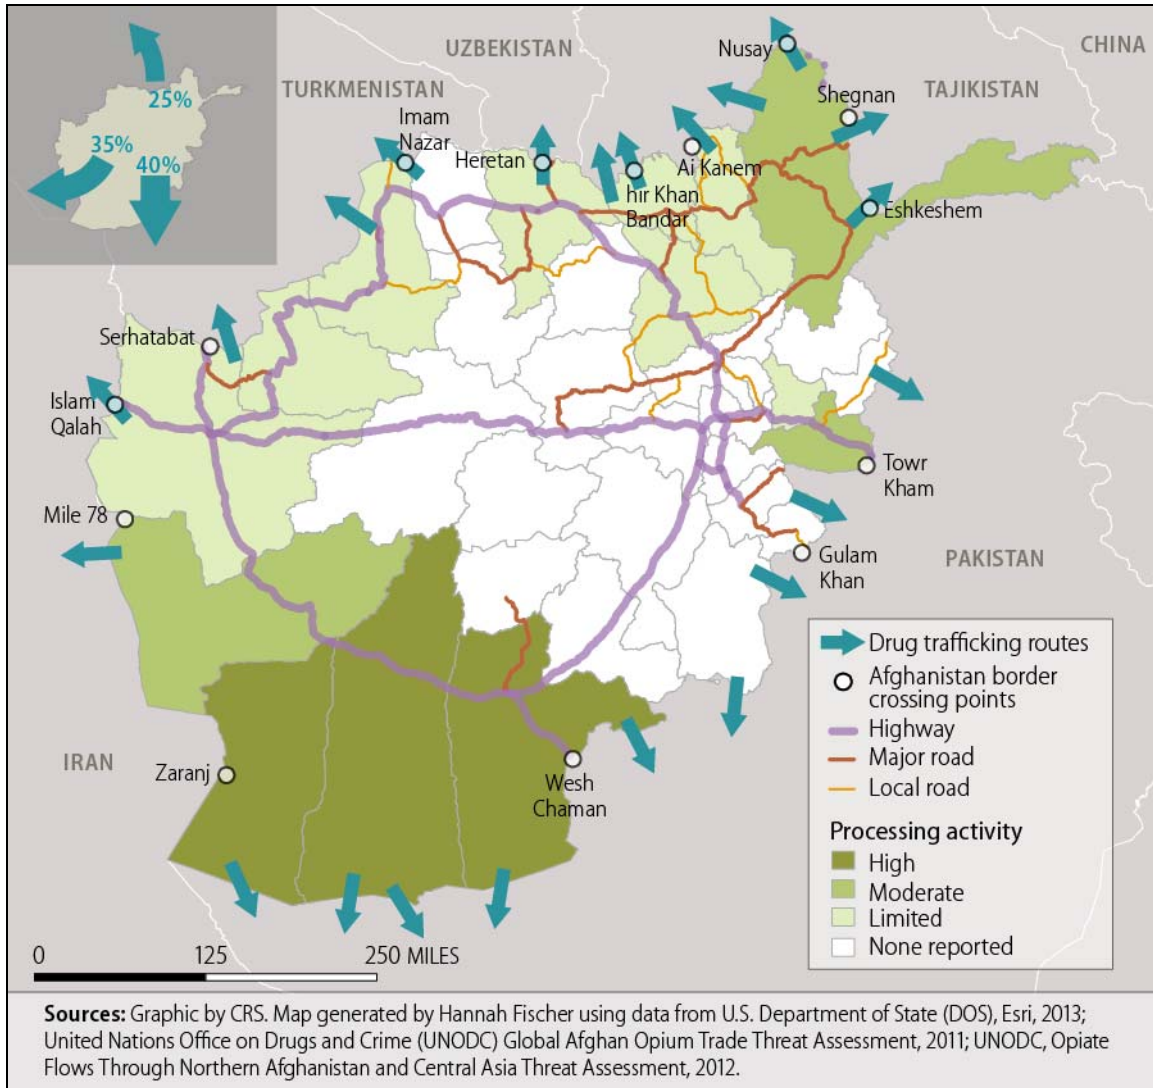 UZBEKISTAN
CHINA
TURKMENISTAN
TAJIKISTAN
25%
35%
40%
Nusay
Shegnan
Imam
Nazar
Heretan
Ai Kanem
hir Khan
Bandar
Eshkeshem
Serhatabat
Islam
Qalah
Towr
Kham
Mile 78
Gulam
Khan
PAKISTAN
IRAN
Zaranj
Wesh
Chaman
Drug trafficking routes
Afghanistan border
crossing points
Highway
Major road
Local road
Processing activity
High
Moderate
Limited
None reported
0 125 250 MILES
Sources: Graphic by CRS. Map generated by Hannah Fischer using data from U.S. Department of State (DOS), Esri, 2013;
United Nations Office on Drugs and Crime (UNODC) Global Afghan Opium Trade Threat Assessment, 2011; UNODC, Opiate
Flows Through Northern Afghanistan and Central Asia Threat Assessment, 2012.